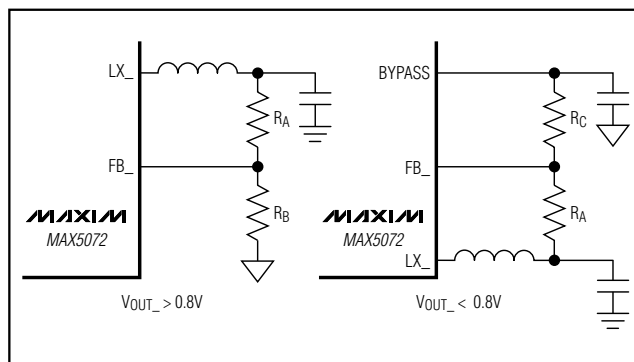 LX_
RA
FB_
RB
MAXIM
MAX5072
VOUT_ > 0.8V
BYPASS
RC
FB_
RA
MAXIM
MAX5072
LX_
VOUT_ < 0.8V